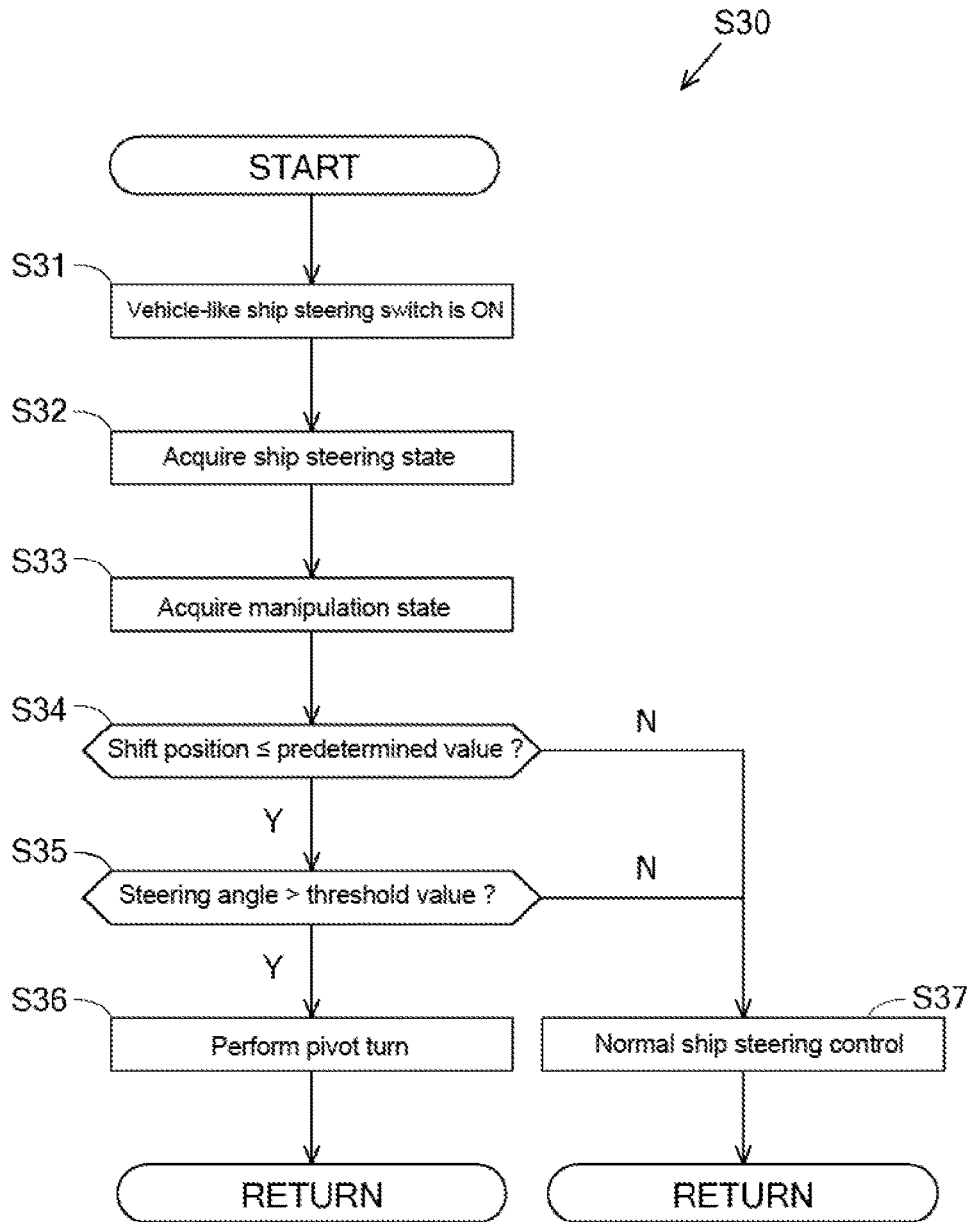 S30
START
S31
Vehicle-like ship steering switch is ON
S32
Acquire ship steering state
S33
Acquire manipulation state
S34
Shift position ≤ predetermined value ?
N
Y
S35
Steering angle > threshold value ?
N
Y
S36
Perform pivot turn
S37
Normal ship steering control
RETURN
RETURN